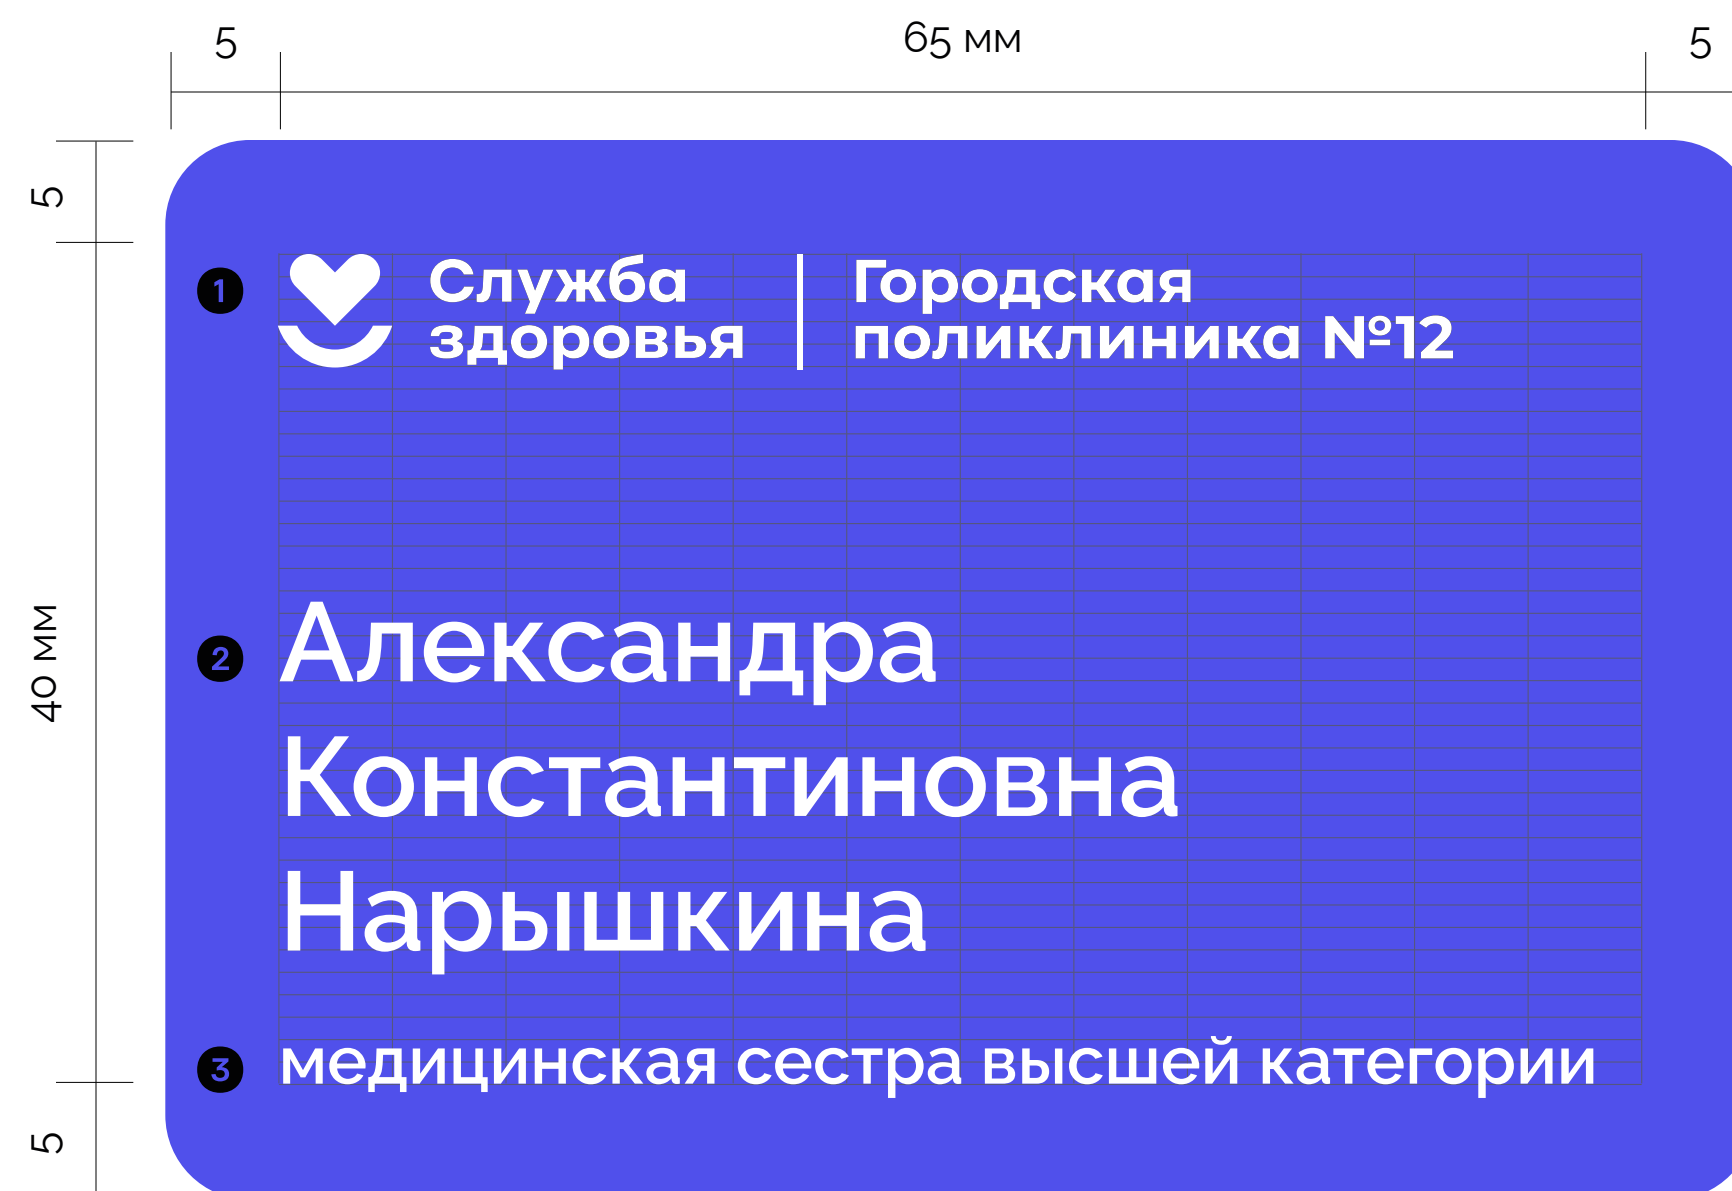 5
65 мм
5
5
1
Служба
здоровья
Городская
поликлиника №12
40 мм
2
Александра
Константиновна
Нарышкина
3
медицинская сестра высшей категории
5